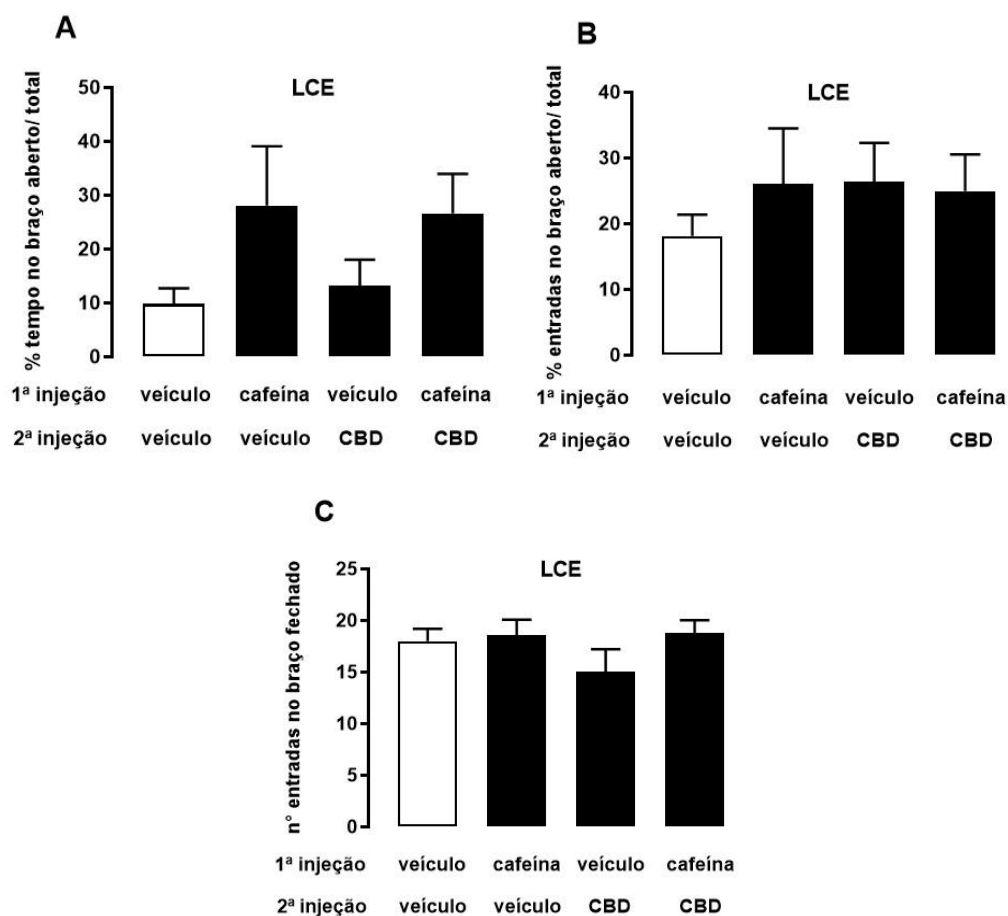 A
LCE
% tempo no braço aberto/ total
50
40
30
20
10
0
1ª injeção veículo cafeína veículo cafeína
2ª injeção veículo veículo CBD CBD
B
LCE
% entradas no braço aberto/ total
40
30
20
10
0
1ª injeção veículo cafeína veículo cafeína
2ª injeção veículo veículo CBD CBD
C
LCE
n° entradas no braço fechado
25
20
15
10
5
0
1ª injeção veículo cafeína veículo cafeína
2ª injeção veículo veículo CBD CBD